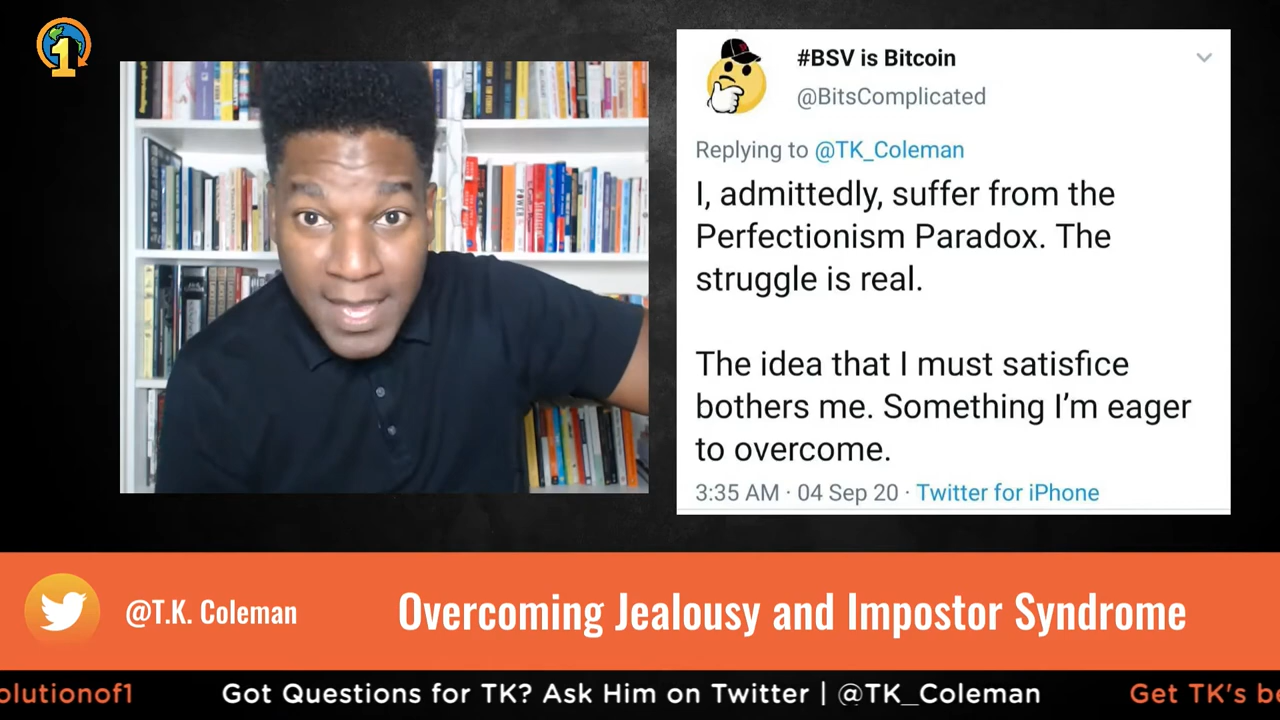 1
#BSV is Bitcoin
@BitsComplicated
Replying to @TK_Coleman
I, admittedly, suffer from the
Perfectionism Paradox. The
struggle is real.
The idea that I must satisfice
bothers me. Something I’m eager
to overcome.
3:35 AM · 04 Sep 20 · Twitter for iPhone
@T.K. Coleman
Overcoming Jealousy and Impostor Syndrome
olutionof1 Got Questions for TK? Ask Him on Twitter | @TK_Coleman Get TK's be